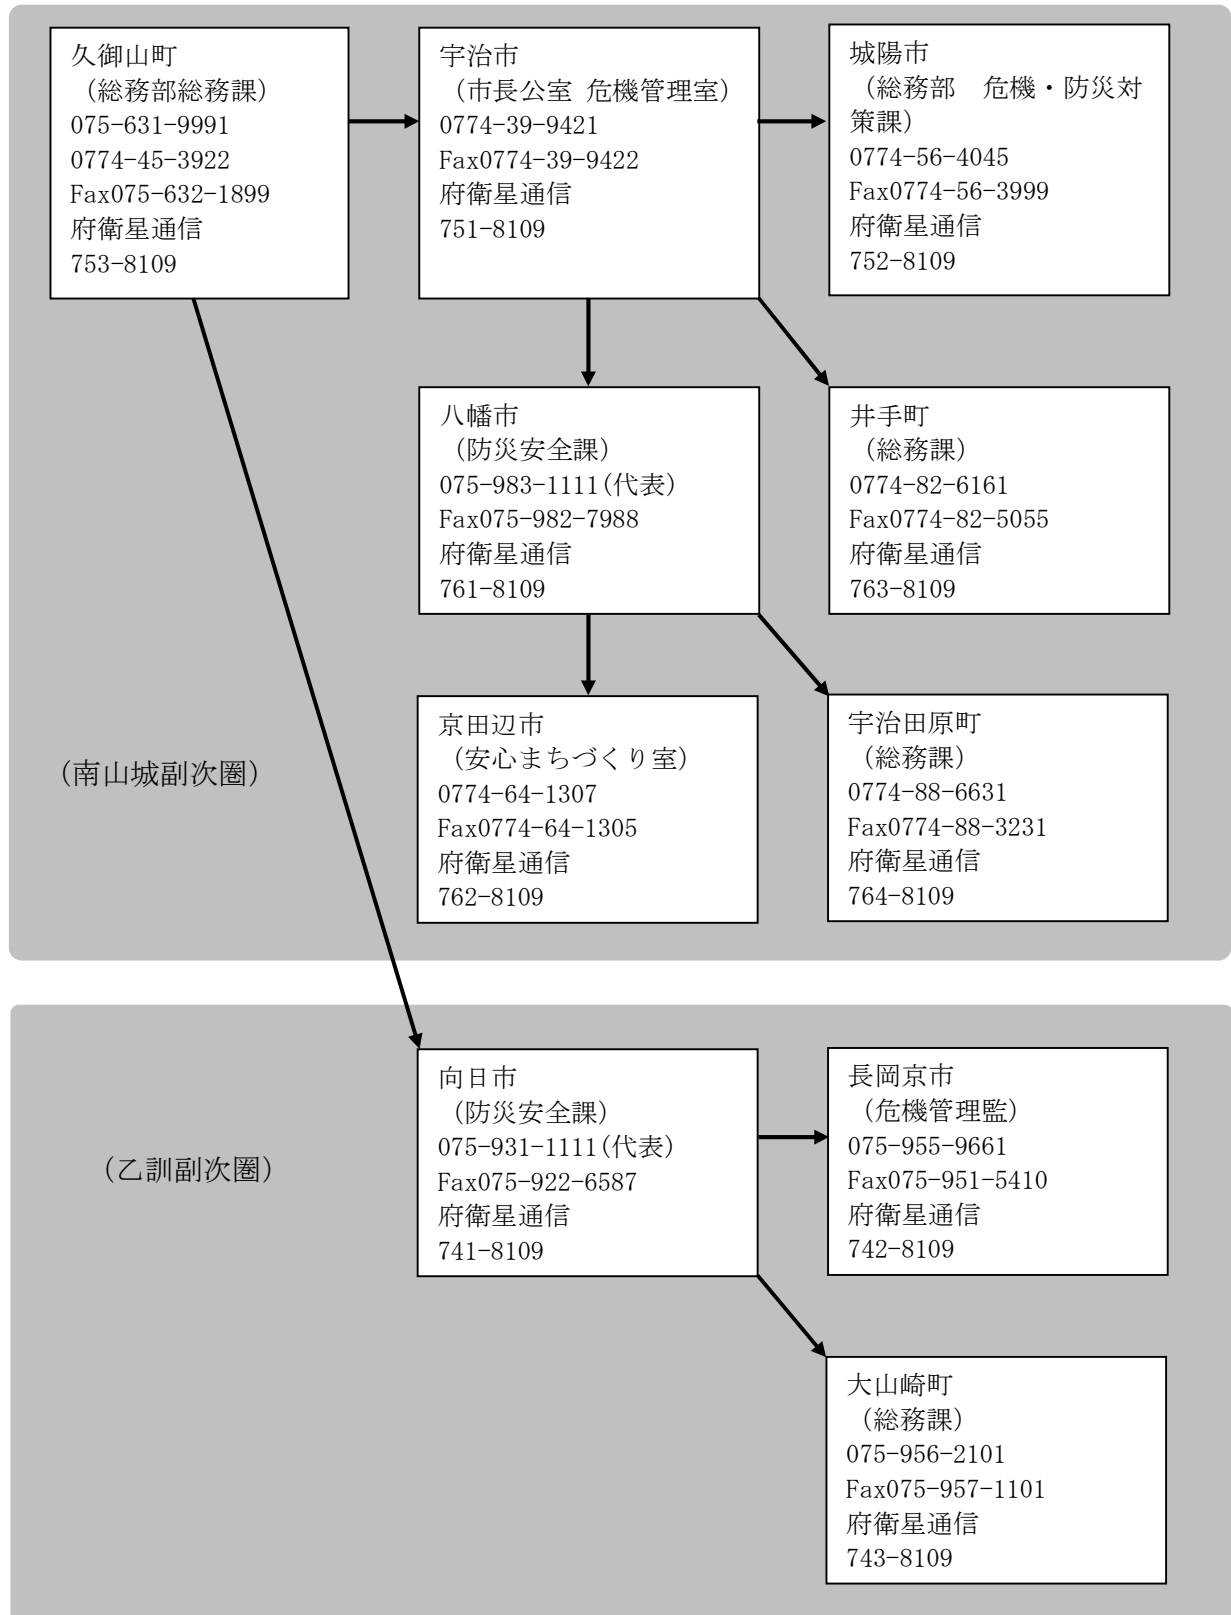 久御山町
（総務部総務課）
075-631-9991
0774-45-3922
Fax075-632-1899
府衛星通信
753-8109
宇治市
（市長公室 危機管理室）
0774-39-9421
Fax0774-39-9422
府衛星通信
751-8109
城陽市
（総務部　危機・防災対
策課）
0774-56-4045
Fax0774-56-3999
府衛星通信
752-8109
八幡市
（防災安全課）
075-983-1111(代表）
Fax075-982-7988
府衛星通信
761-8109
井手町
（総務課）
0774-82-6161
Fax0774-82-5055
府衛星通信
763-8109
（南山城副次圏）
京田辺市
（安心まちづくり室）
0774-64-1307
Fax0774-64-1305
府衛星通信
762-8109
宇治田原町
（総務課）
0774-88-6631
Fax0774-88-3231
府衛星通信
764-8109
（乙訓副次圏）
向日市
（防災安全課）
075-931-1111(代表）
Fax075-922-6587
府衛星通信
741-8109
長岡京市
（危機管理監）
075-955-9661
Fax075-951-5410
府衛星通信
742-8109
大山崎町
（総務課）
075-956-2101
Fax075-957-1101
府衛星通信
743-8109